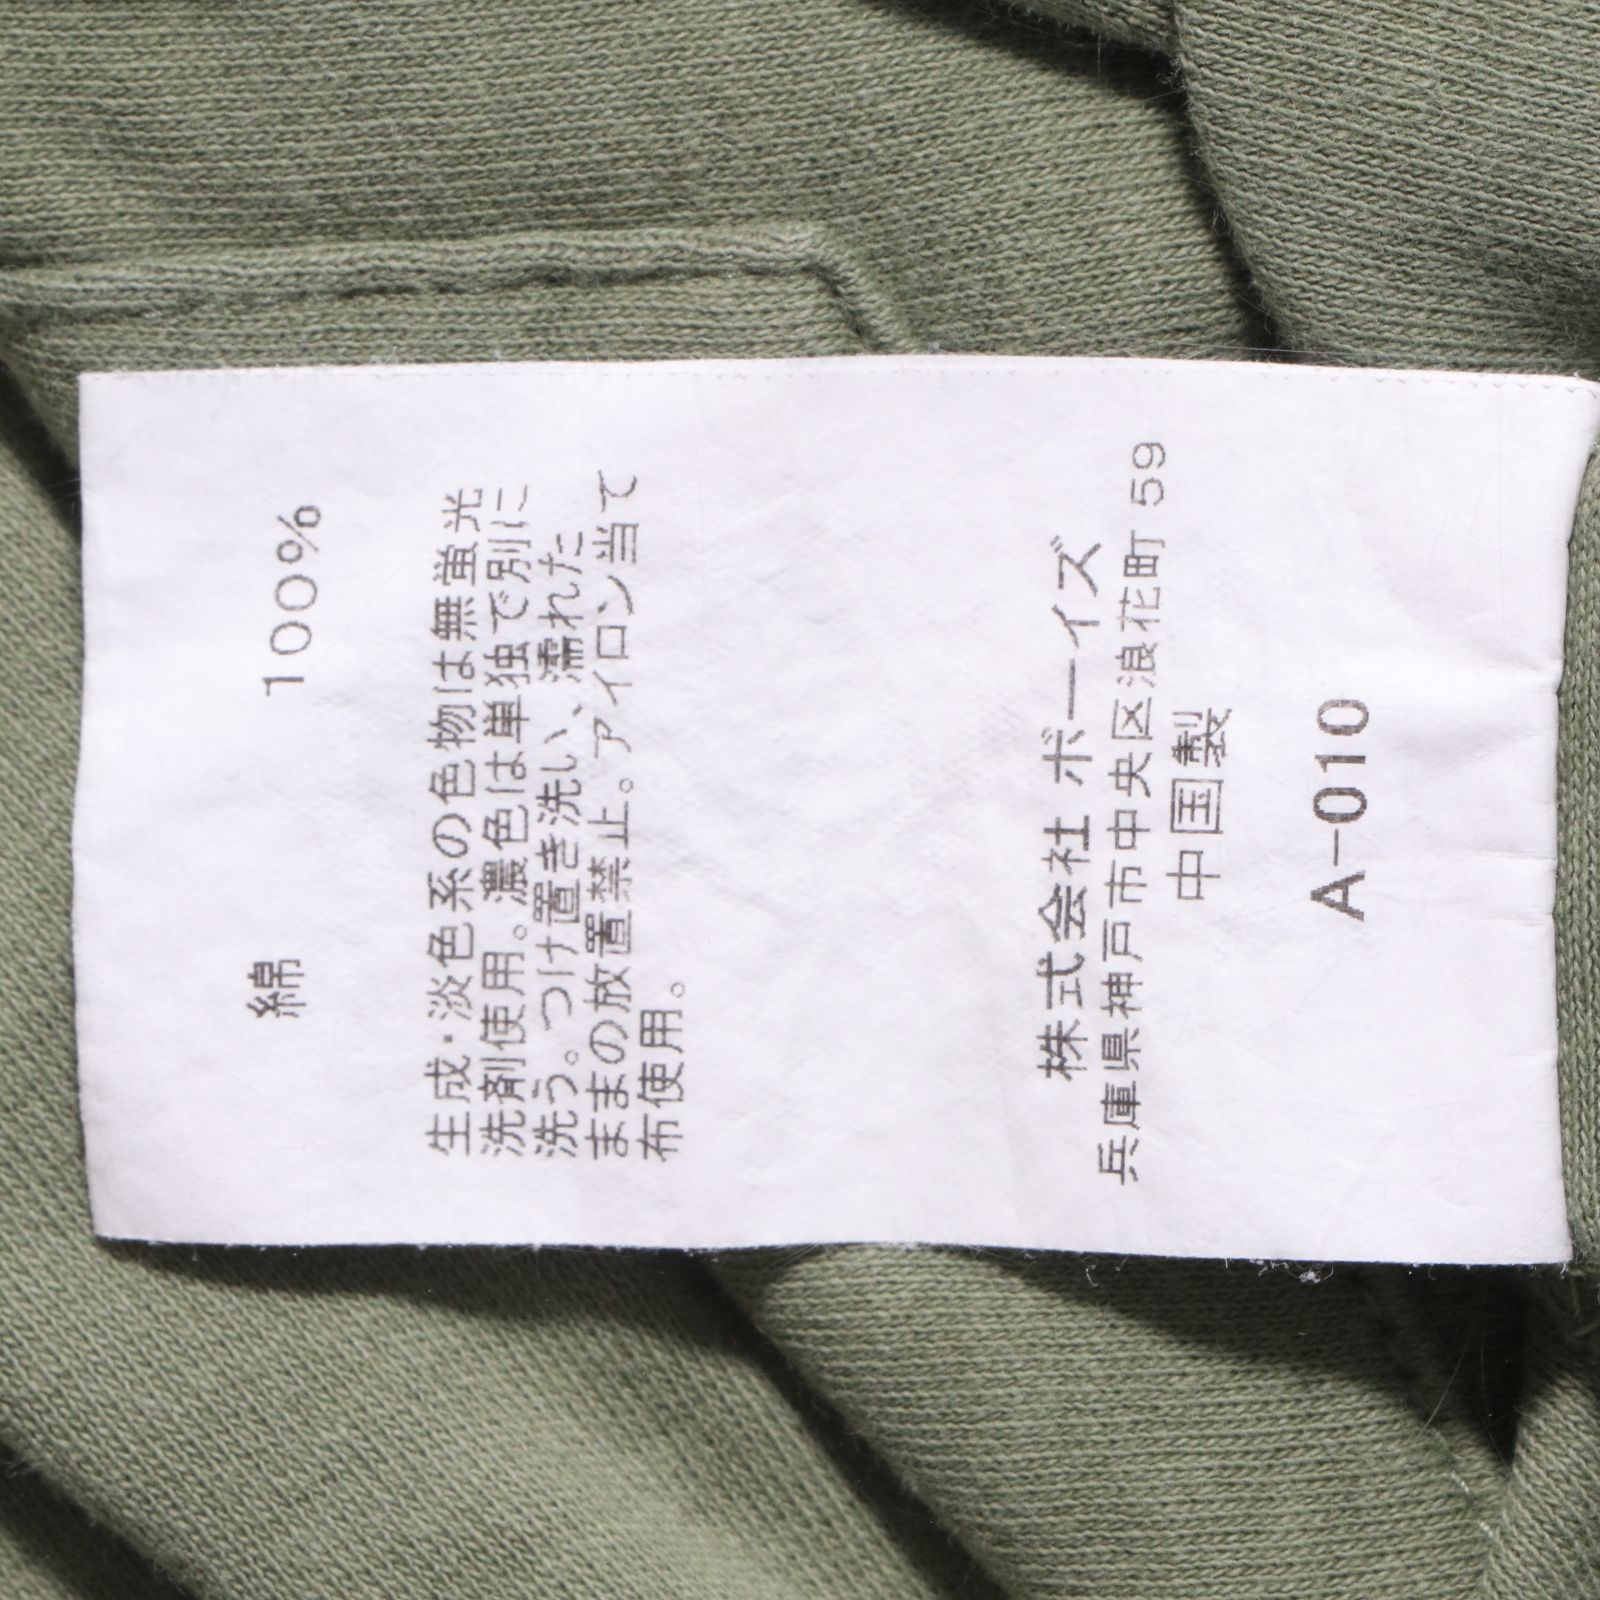 綿 100%
生成・淡色系の色物は無蛍光
洗剤使用。濃色は単独で別に
洗う。つけ置き洗い、濡れた
ままの放置禁止。アイロン当て
布使用。
株式会社 ボーイズ
兵庫県神戸市中央区浪花町 59
中国製
A-010